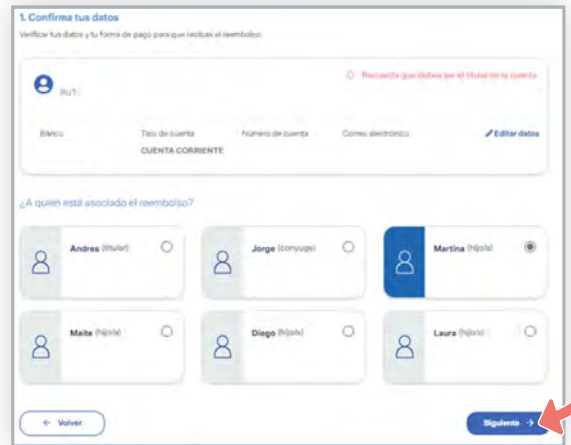 1. Confirma tus datos
Verificar tus datos y tu forma de pago para que recibas el reembolso.
Recuerda que debes ser el titular de la cuenta
RUT:
Banco Tipo de cuenta Número de cuenta Correo electrónico Editar datos
CUENTA CORRIENTE
¿A quien está asociado el reembolso?
Andrea (titular) Jorge (conyuge) Martina (hijo/a)
Maite (hijo/a) Diego (hijo/a) Laura (hijo/a)
← Volver Siguiente →